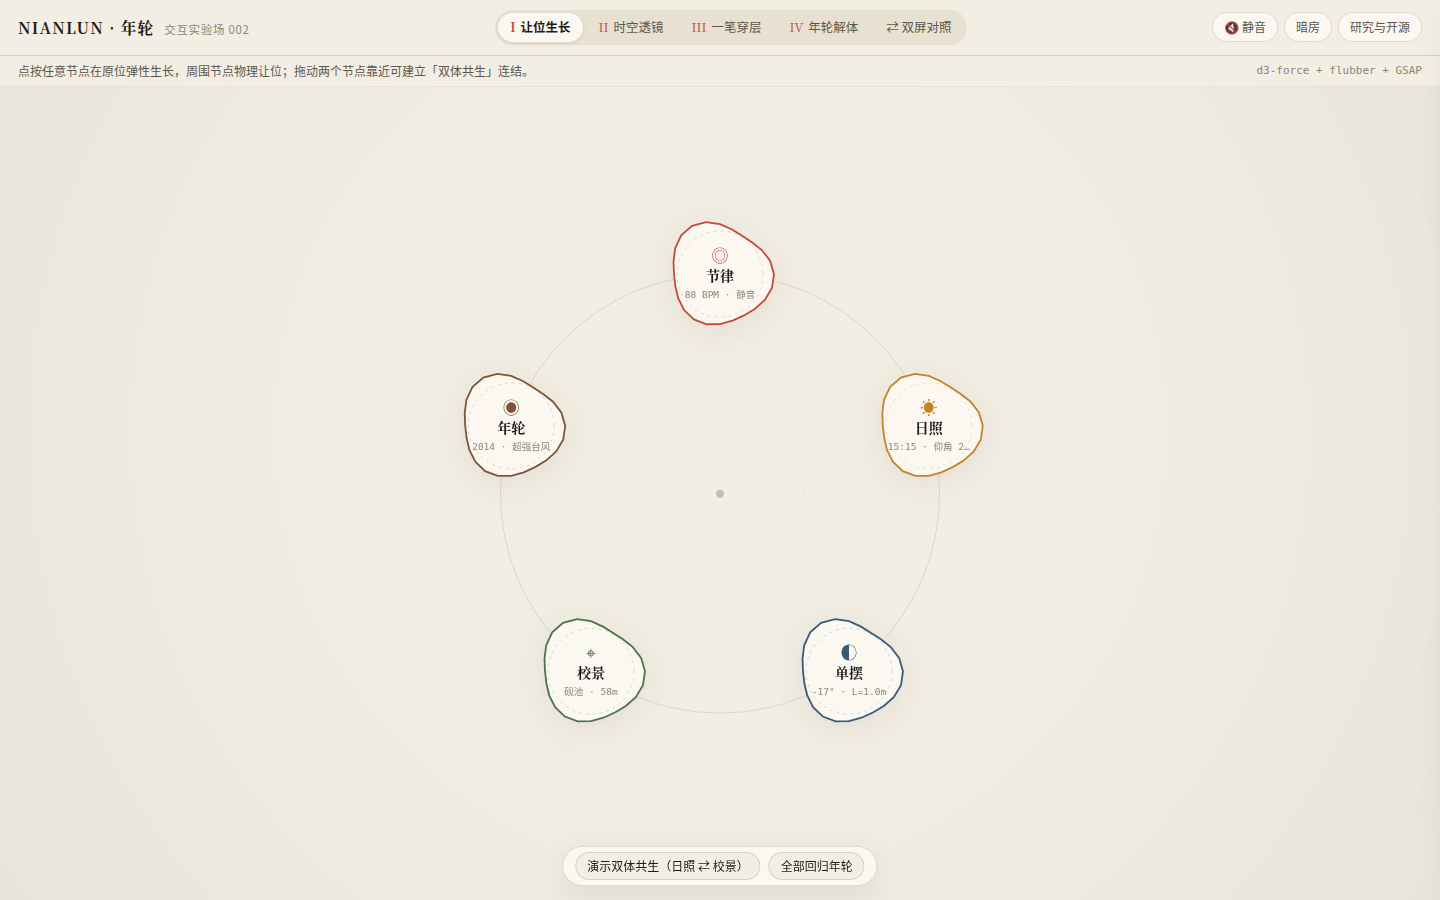 NIANLUN · 年轮 交互实验场 002
I 让位生长 II 时空透镜 III 一笔穿层 IV 年轮解体 ⇄ 双屏对照
静音 暗房 研究与开源
点按任意节点在原位弹性生长，周围节点物理让位；拖动两个节点靠近可建立「双体共生」连结。
d3-force + flubber + GSAP
节律
88 BPM · 静音
年轮
2014 · 超强台风
日照
15:15 · 仰角 2…
校景
砚池 · 58m
单摆
-17° · L=1.0m
演示双体共生（日照 ⇄ 校景） 全部回归年轮